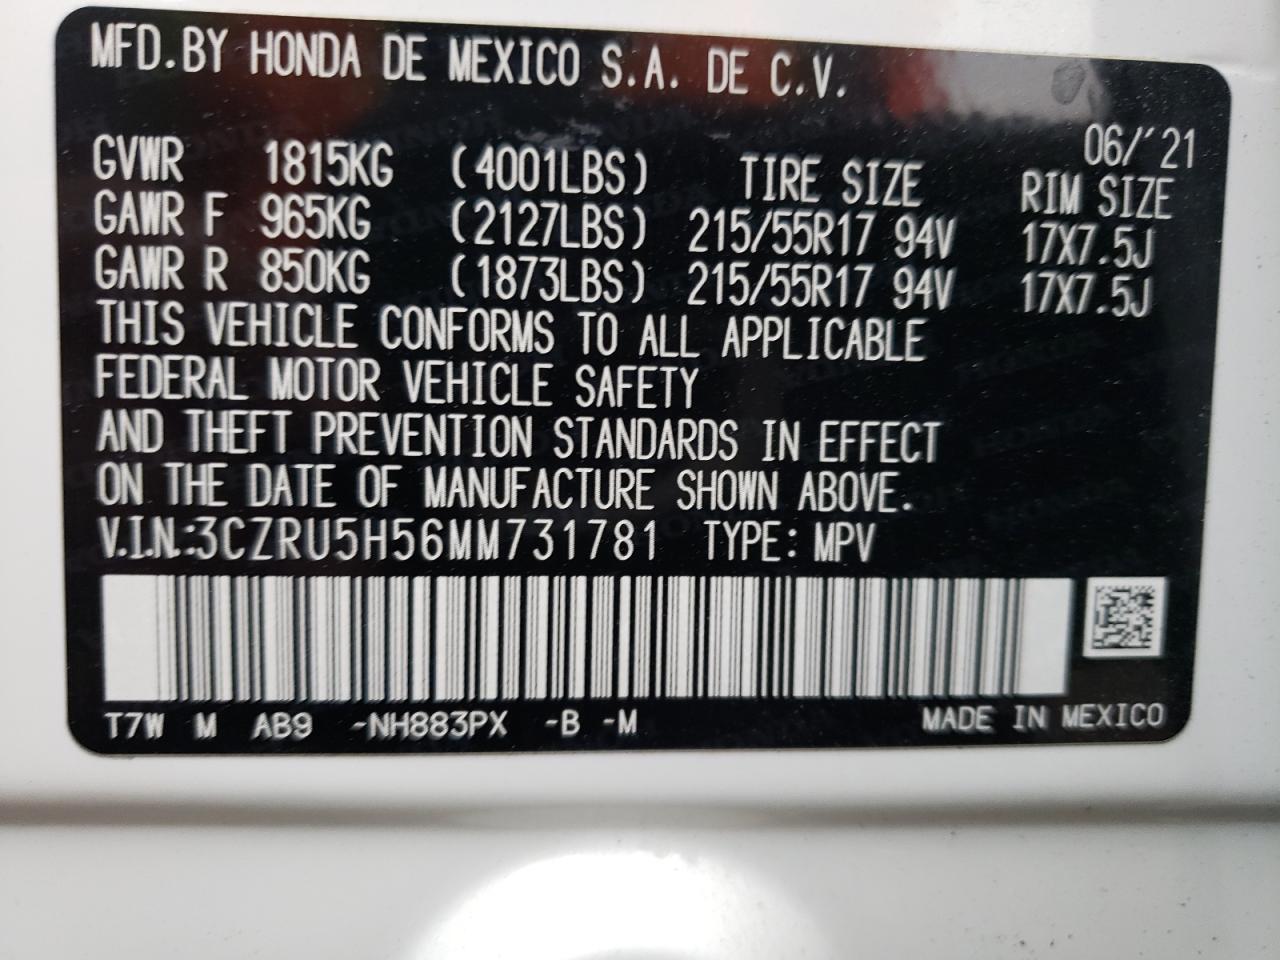 MFD.BY HONDA DE MEXICO S.A. DE C.V.
06/'21
GVWR 1815KG (4001LBS) TIRE SIZE RIM SIZE
GAWR F 965KG (2127LBS) 215/55R17 94V 17X7.5J
GAWR R 850KG (1873LBS) 215/55R17 94V 17X7.5J
THIS VEHICLE CONFORMS TO ALL APPLICABLE
FEDERAL MOTOR VEHICLE SAFETY
AND THEFT PREVENTION STANDARDS IN EFFECT
ON THE DATE OF MANUFACTURE SHOWN ABOVE.
V.I.N.:3CZRU5H56MM731781 TYPE: MPV
T7W M AB9 -NH883PX -B -M MADE IN MEXICO